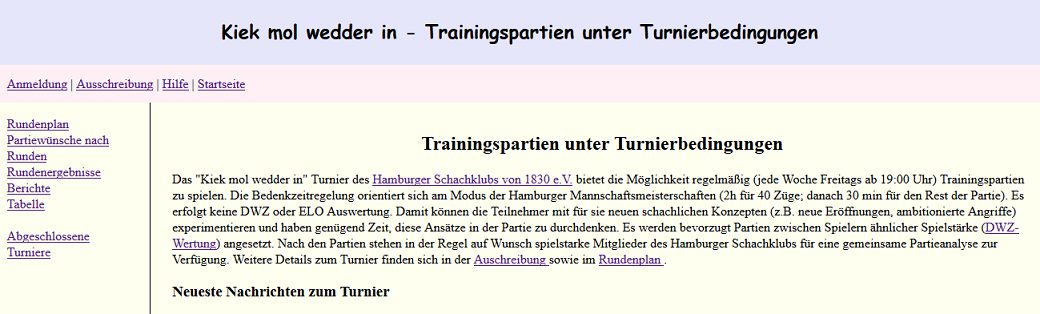 Kiek mol wedder in - Trainingspartien unter Turnierbedingungen
Anmeldung | Ausschreibung | Hilfe | Startseite
Rundenplan
Partiewünsche nach
Runden
Rundenergebnisse
Berichte
Tabelle
Abgeschlossene
Turniere
Trainingspartien unter Turnierbedingungen
Das "Kiek mol wedder in" Turnier des Hamburger Schachklubs von 1830 e.V. bietet die Möglichkeit regelmäßig (jede Woche Freitags ab 19:00 Uhr) Trainingspartien
zu spielen. Die Bedenkzeitregelung orientiert sich am Modus der Hamburger Mannschaftsmeisterschaften (2h für 40 Züge; danach 30 min für den Rest der Partie). Es
erfolgt keine DWZ oder ELO Auswertung. Damit können die Teilnehmer mit für sie neuen schachlichen Konzepten (z.B. neue Eröffnungen, ambitionierte Angriffe)
experimentieren und haben genügend Zeit, diese Ansätze in der Partie zu durchdenken. Es werden bevorzugt Partien zwischen Spielern ähnlicher Spielstärke (DWZ-
Wertung) angesetzt. Nach den Partien stehen in der Regel auf Wunsch spielstarke Mitglieder des Hamburger Schachklubs für eine gemeinsame Partieanalyse zur
Verfügung. Weitere Details zum Turnier finden sich in der Auschreibung sowie im Rundenplan .
Neueste Nachrichten zum Turnier